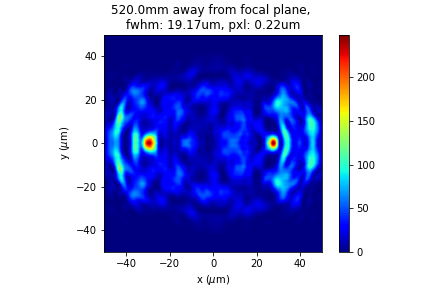 520.0mm away from focal plane,
fwhm: 19.17um, pxl: 0.22um
40
20
0
−20
−40
y (μm)
−40 −20 0 20 40
x (μm)
200
150
100
50
0